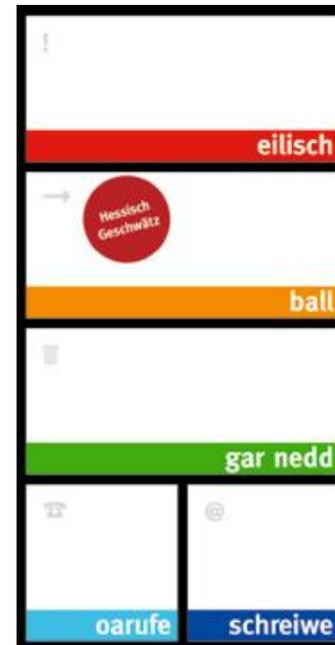 !
eilisch
→
Hessisch
Geschwätz
ball
gar nedd
@
oarufe
schreiwe